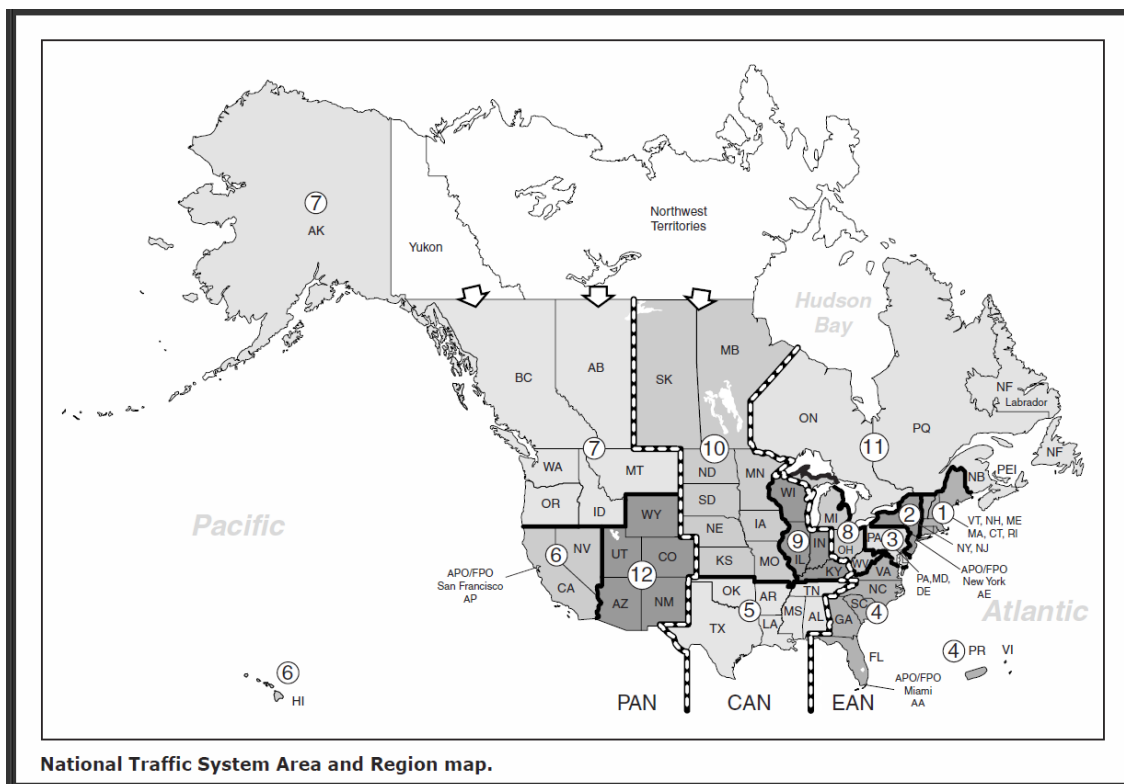 7
AK
Yukon
Northwest
Territories
Hudson
Bay
BC
AB
SK
MB
ON
PQ
NF
Labrador
NF
11
7
10
WA
MT
ND
MN
NB
PEI
OR
ID
SD
WI
MI
2
1
VT, NH, ME
MA, CT, RI
NY, NJ
Pacific
WY
NE
IA
8
PA
3
6
NV
UT
CO
KS
MO
9
IL
IN
OH
WV
VA
KY
APO/FPO
San Francisco
AP
CA
12
AZ
NM
OK
AR
TN
NC
SC
4
PA,MD,
DE
APO/FPO
New York
AE
Atlantic
5
TX
LA
MS
AL
GA
FL
6
HI
4
PR
VI
APO/FPO
Miami
AA
PAN
CAN
EAN
National Traffic System Area and Region map.